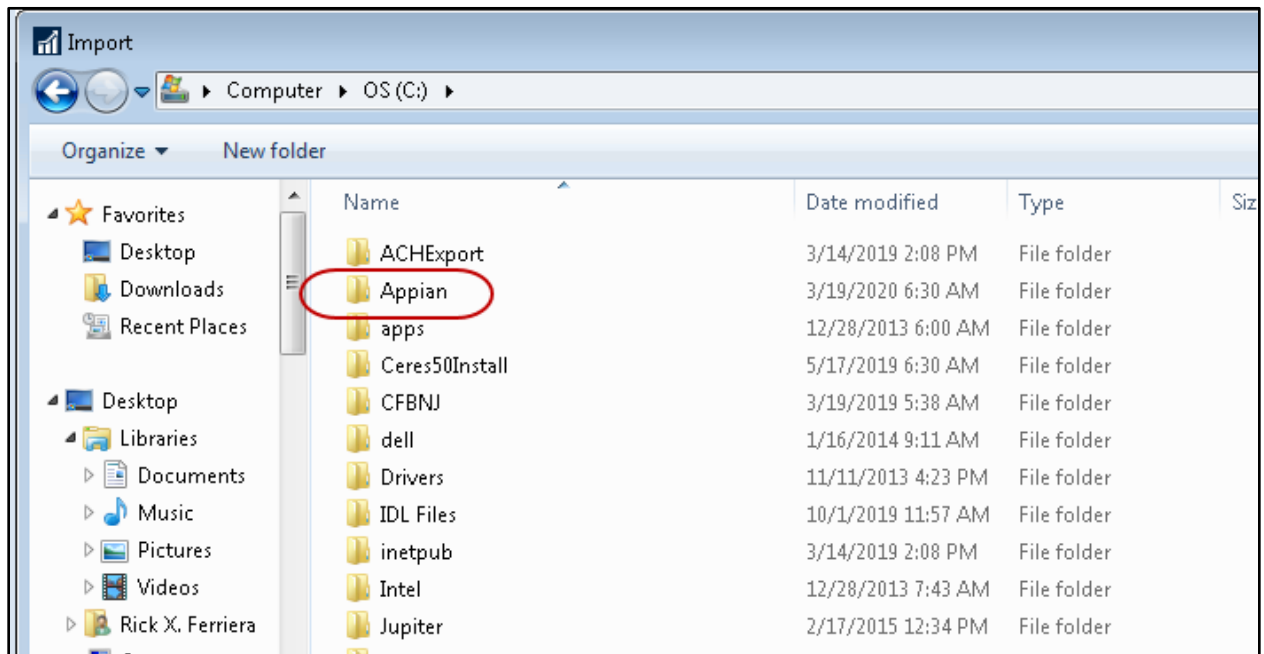 Import
Computer OS (C:)
Organize New folder
Name Date modified Type Siz
Favorites
Desktop
Downloads
Recent Places
Desktop
Libraries
Documents
Music
Pictures
Videos
Rick X. Ferriera
ACHExport 3/14/2019 2:08 PM File folder
Appian 3/19/2020 6:30 AM File folder
apps 12/28/2013 6:00 AM File folder
Ceres50Install 5/17/2019 6:30 AM File folder
CFBNJ 3/19/2019 5:38 AM File folder
dell 1/16/2014 9:11 AM File folder
Drivers 11/11/2013 4:23 PM File folder
IDL Files 10/1/2019 11:57 AM File folder
inetpub 3/14/2019 2:08 PM File folder
Intel 12/28/2013 7:43 AM File folder
Jupiter 2/17/2015 12:34 PM File folder